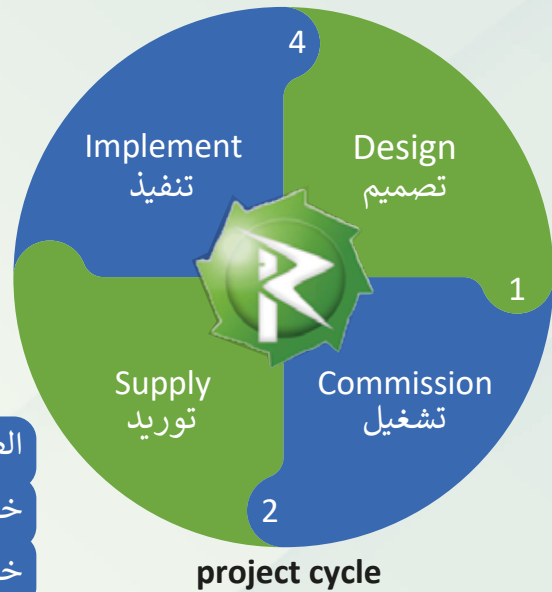 4
Implement
تنفيذ
Design
تصميم
1
Supply
توريد
Commission
تشغيل
2
project cycle